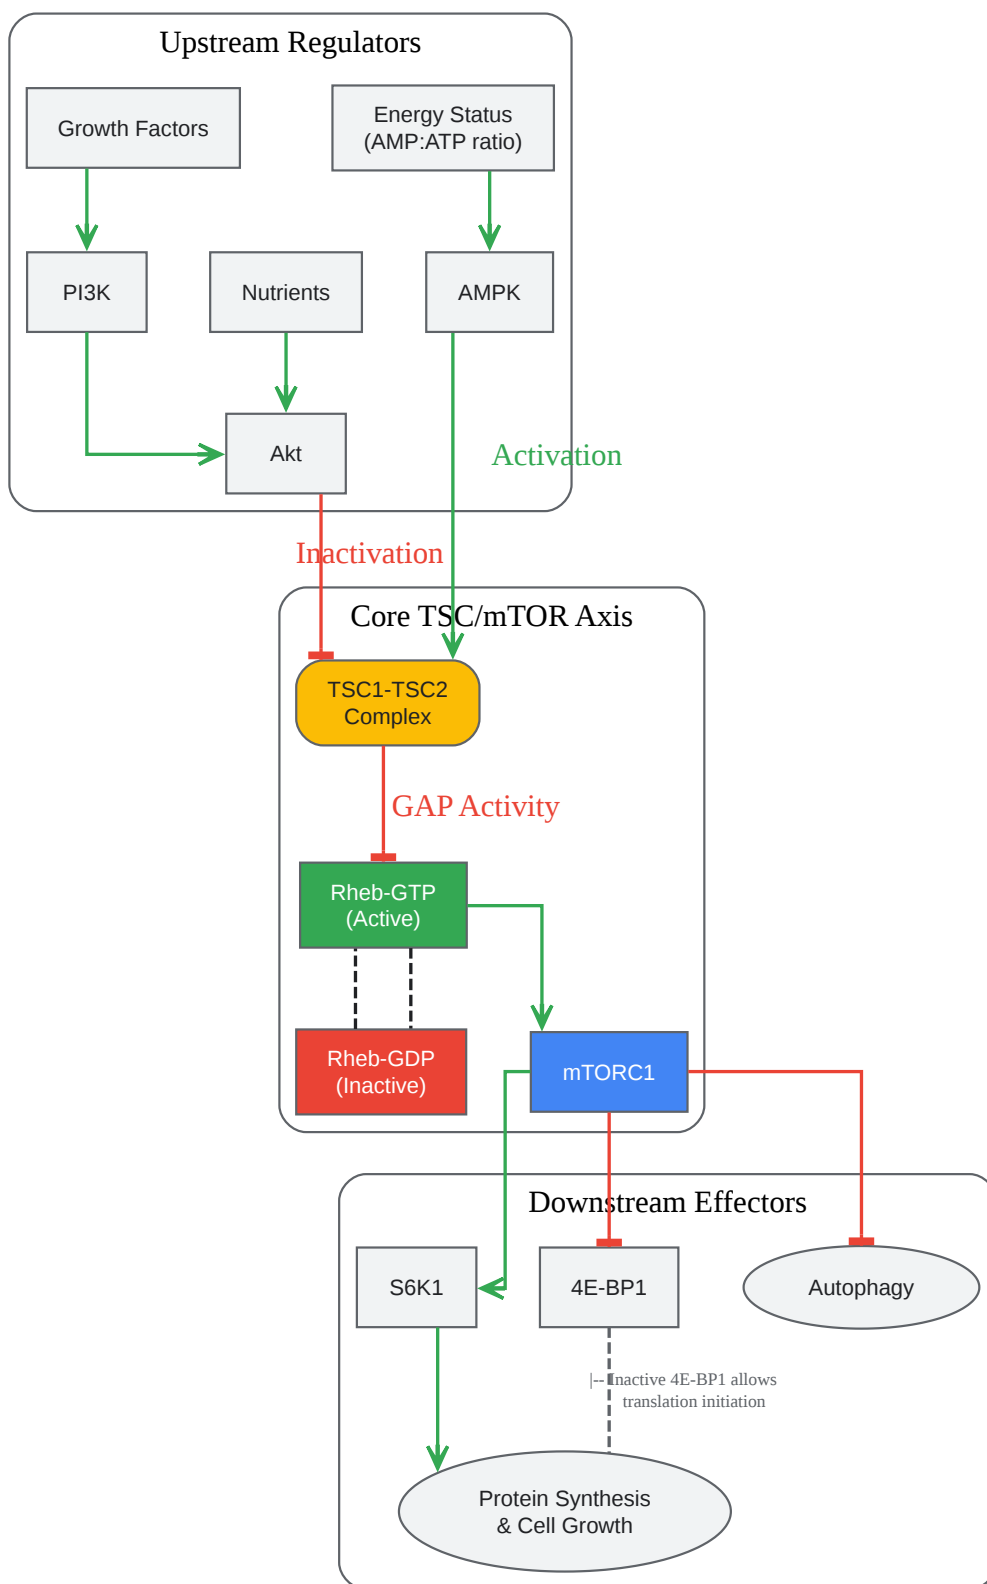 Upstream Regulators
Growth Factors
Energy Status
(AMP:ATP ratio)
PI3K
Nutrients
AMPK
Akt
Activation
Inactivation
Core TSC/mTOR Axis
TSC1-TSC2
Complex
GAP Activity
Rheb-GTP
(Active)
Rheb-GDP
(Inactive)
mTORC1
Downstream Effectors
S6K1
4E-BP1
Autophagy
|-- Inactive 4E-BP1 allows
translation initiation
Protein Synthesis
& Cell Growth